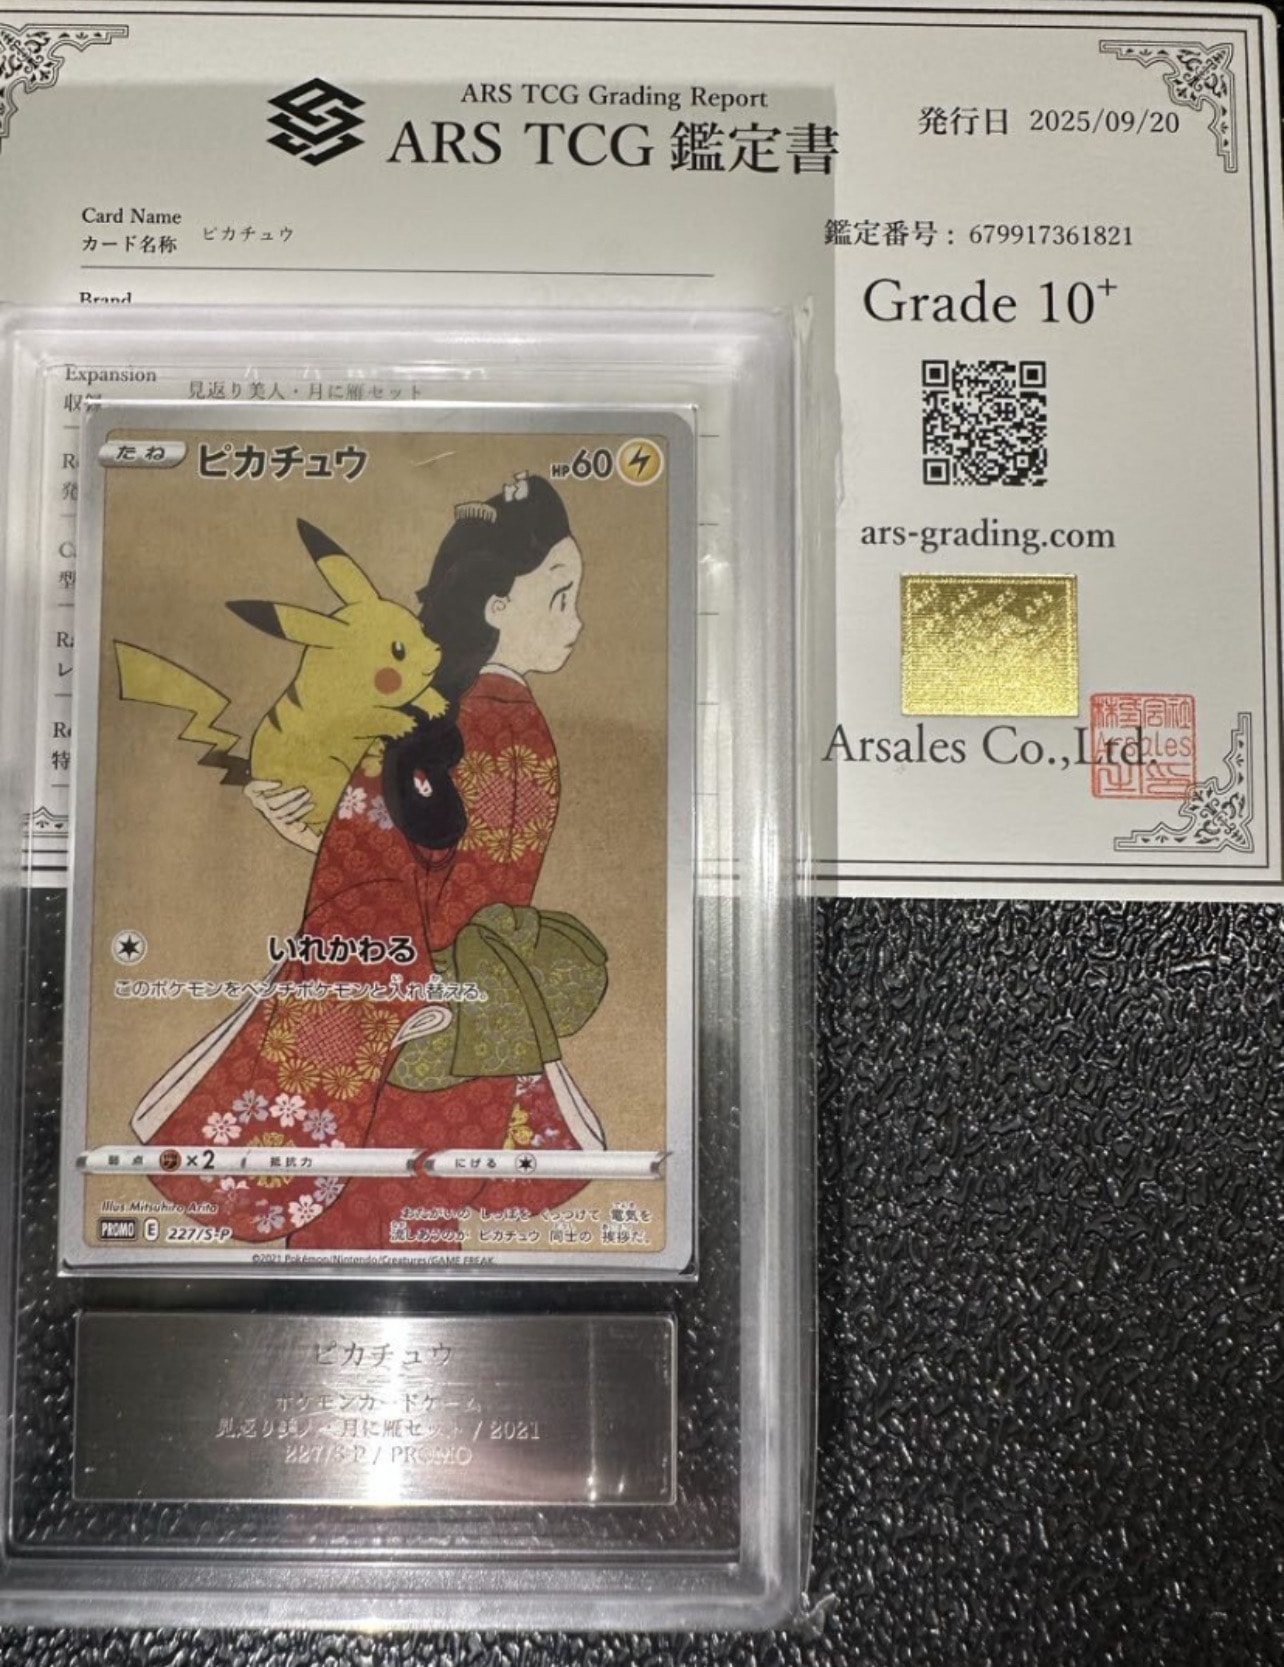 ARS TCG Grading Report
ARS TCG 鑑定書
発行日 2025/09/20
Card Name
カード名称 ピカチュウ
鑑定番号: 679917361821
Brand
Grade 10⁺
Expansion
収録 見返り美人・月に雁セット
ars-grading.com
Arsales Co.,Ltd.
株式会社
Arsales
たね ピカチュウ HP60
いれかわる
このポケモンをベンチポケモンと入れ替える。
弱点 ×2 抵抗力 にげる
Illus. Mitsuhiro Arita
PROMO E 227/S-P
おたがいの しっぽを くっつけて 電気を
流しあうのが ピカチュウ 同士の 挨拶だ。
©2021 Pokémon/Nintendo/Creatures/GAME FREAK.
ピカチュウ
ポケモンカードゲーム
見返り美人・月に雁セット / 2021
227/S-P / PROMO